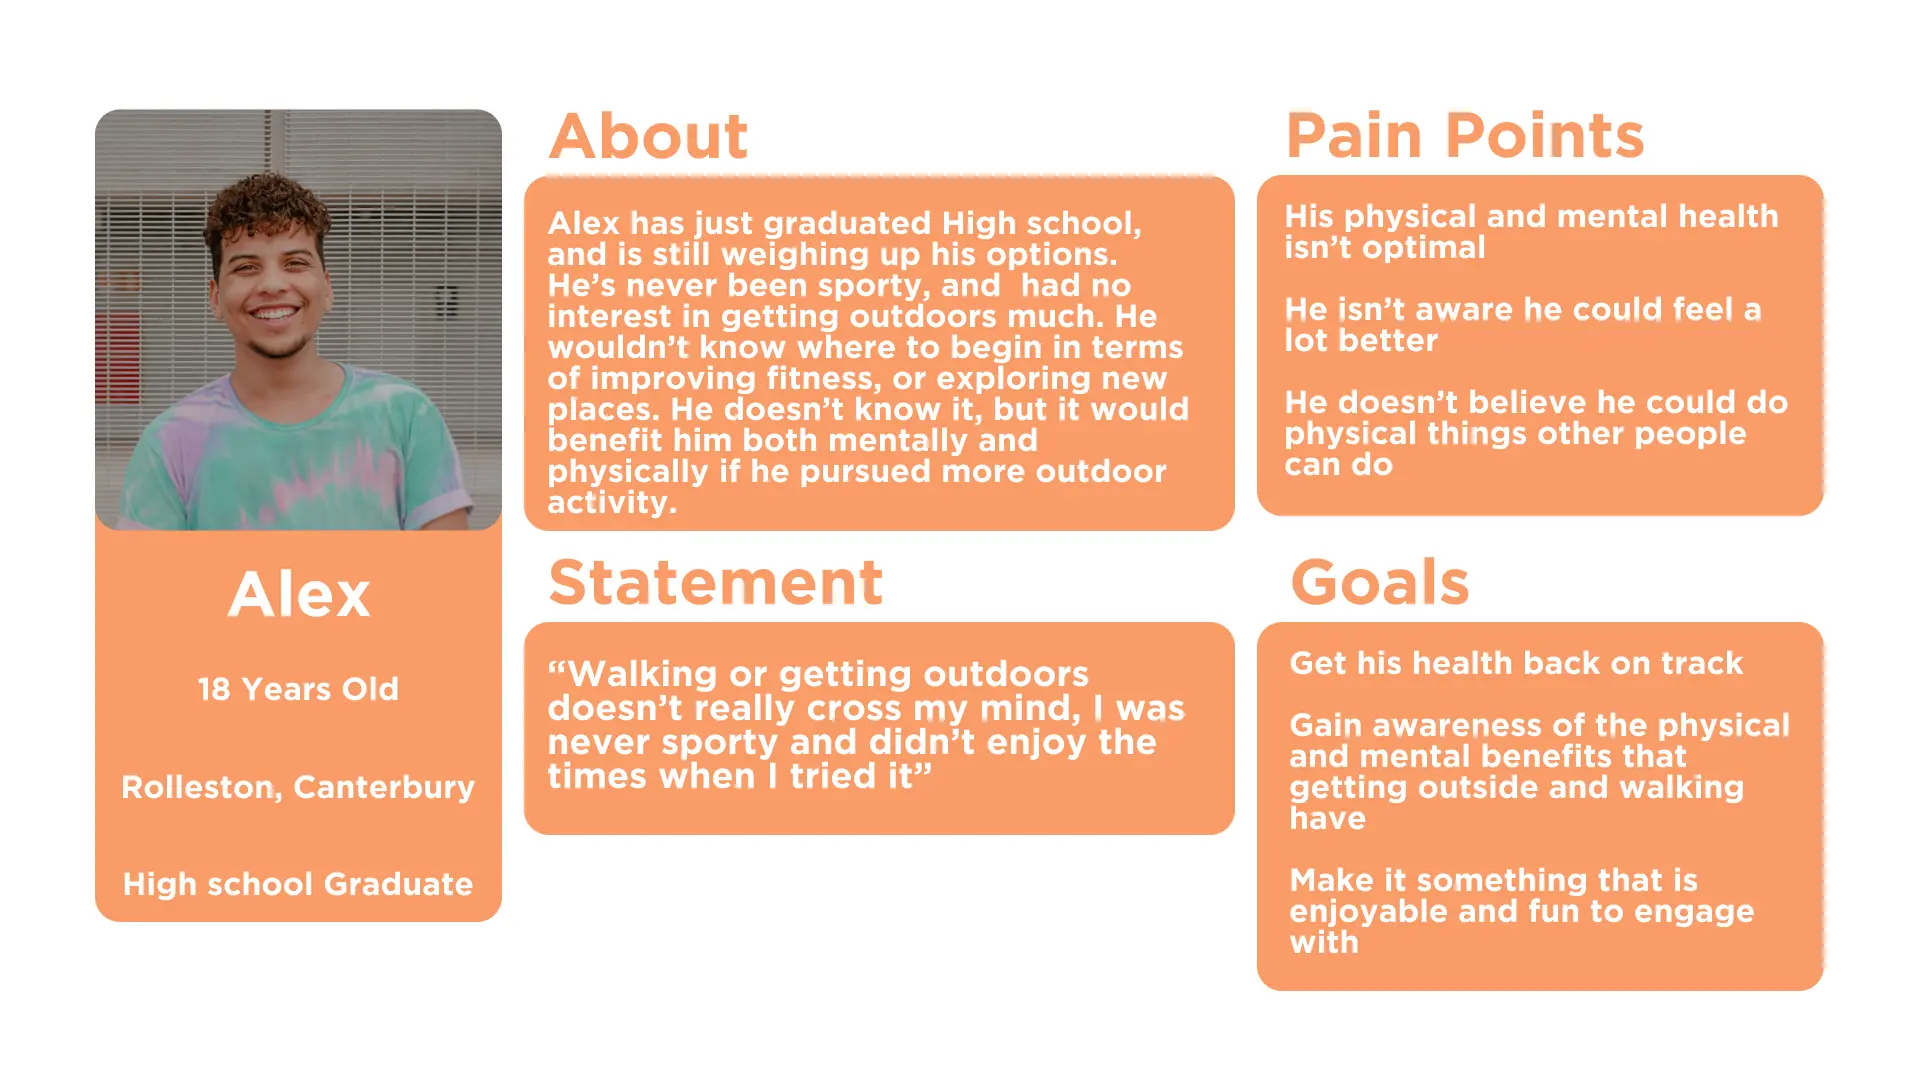 Alex
18 Years Old
Rolleston, Canterbury
High school Graduate
About
Alex has just graduated High school,
and is still weighing up his options.
He’s never been sporty, and  had no
interest in getting outdoors much. He
wouldn’t know where to begin in terms
of improving fitness, or exploring new
places. He doesn’t know it, but it would
benefit him both mentally and
physically if he pursued more outdoor
activity.
Statement
“Walking or getting outdoors
doesn’t really cross my mind, I was
never sporty and didn’t enjoy the
times when I tried it”
Pain Points
His physical and mental health
isn’t optimal
He isn’t aware he could feel a
lot better
He doesn’t believe he could do
physical things other people
can do
Goals
Get his health back on track
Gain awareness of the physical
and mental benefits that
getting outside and walking
have
Make it something that is
enjoyable and fun to engage
with